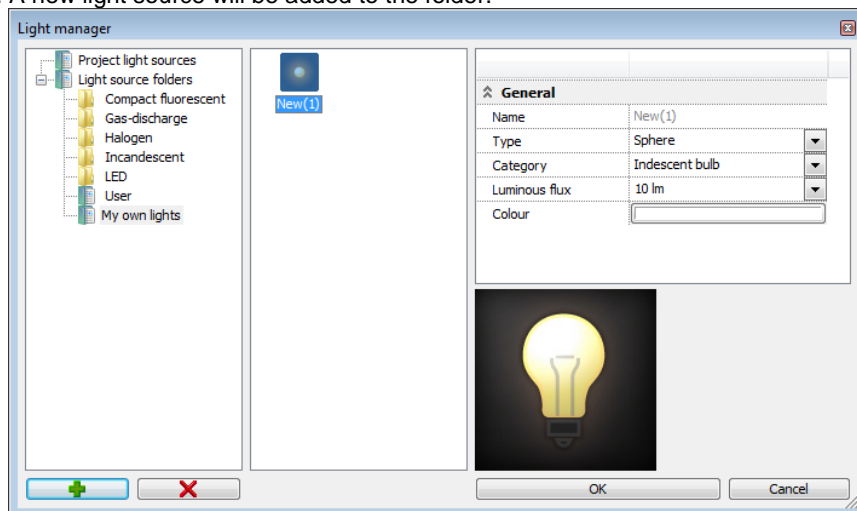 A new light source will be added to the folder.
Light manager
Project light sources
Light source folders
Compact fluorescent
Gas-discharge
Halogen
Incandescent
LED
User
My own lights
New(1)
General
Name New(1)
Type Sphere
Category Indescent bulb
Luminous flux 10 lm
Colour
OK Cancel